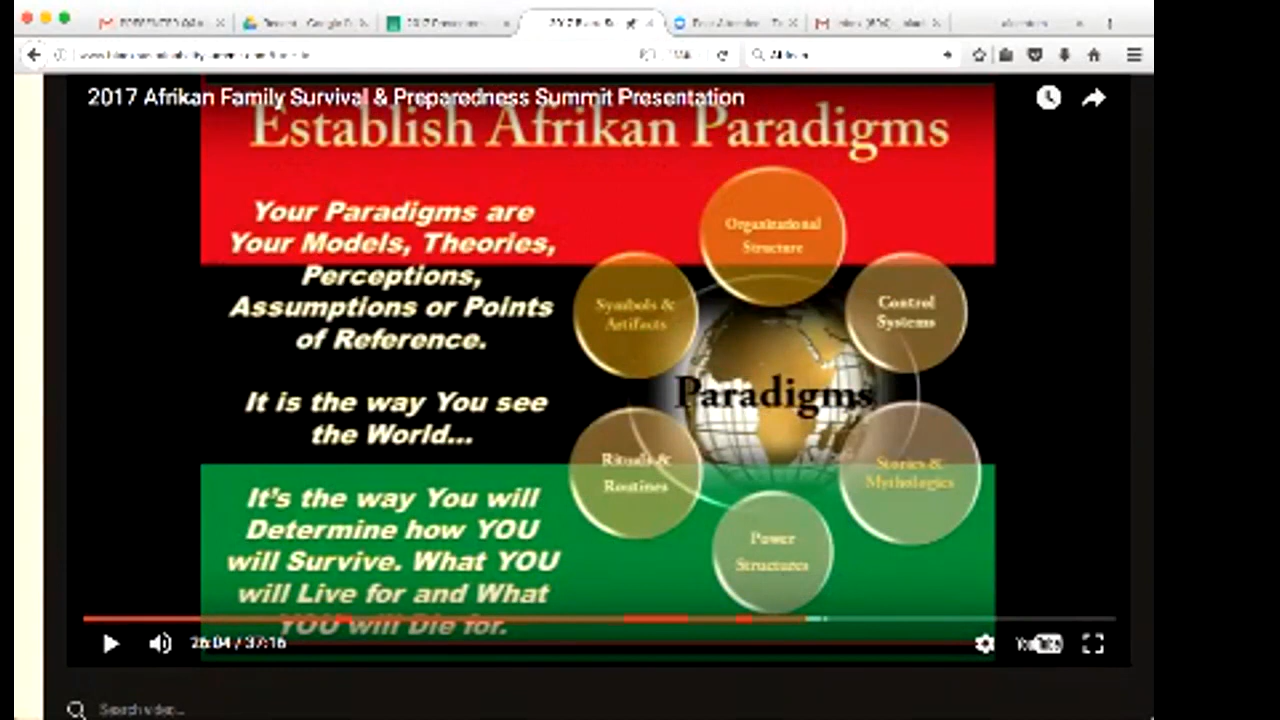 2017 Afrikan Family Survival & Preparedness Summit Presentation
Establish Afrikan Paradigms
Your Paradigms are
Your Models, Theories,
Perceptions,
Assumptions or Points
of Reference.
It is the way You see
the World...
It's the way You will
Determine how YOU
will Survive. What YOU
will Live for and What
YOU will Die for.
Organizational
Structure
Symbols &
Artifacts
Control
Systems
Paradigms
Rituals &
Routines
Stories &
Mythologies
Power
Structures
26:04 / 37:16
Search video...